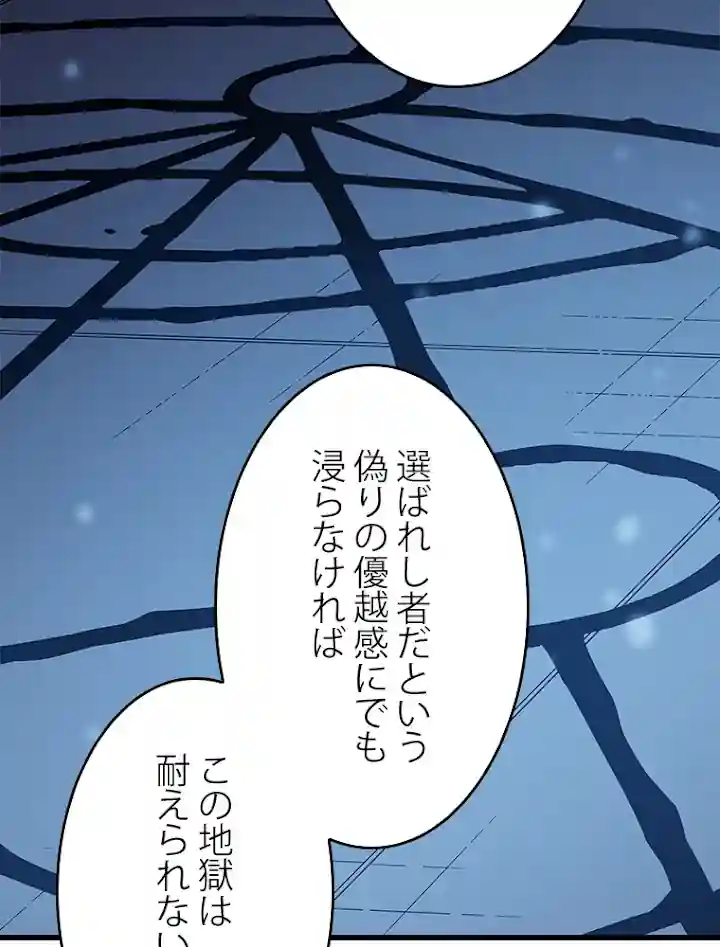 選ばれし者だという
偽りの優越感にでも
浸らなければ
この地獄は
耐えられない